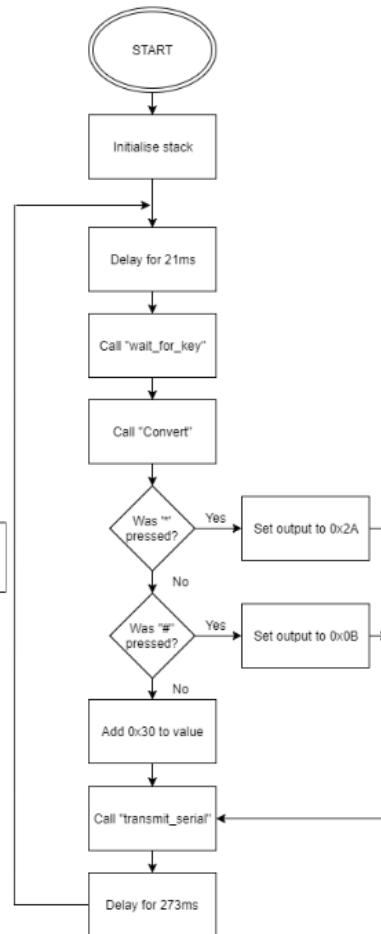 START
Initialise stack
Delay for 21ms
Call "wait_for_key"
Call "Convert"
Was "*"
pressed?
Yes
Set output to 0x2A
No
Was "#"
pressed?
Yes
Set output to 0x0B
No
Add 0x30 to value
Call "transmit_serial"
Delay for 273ms